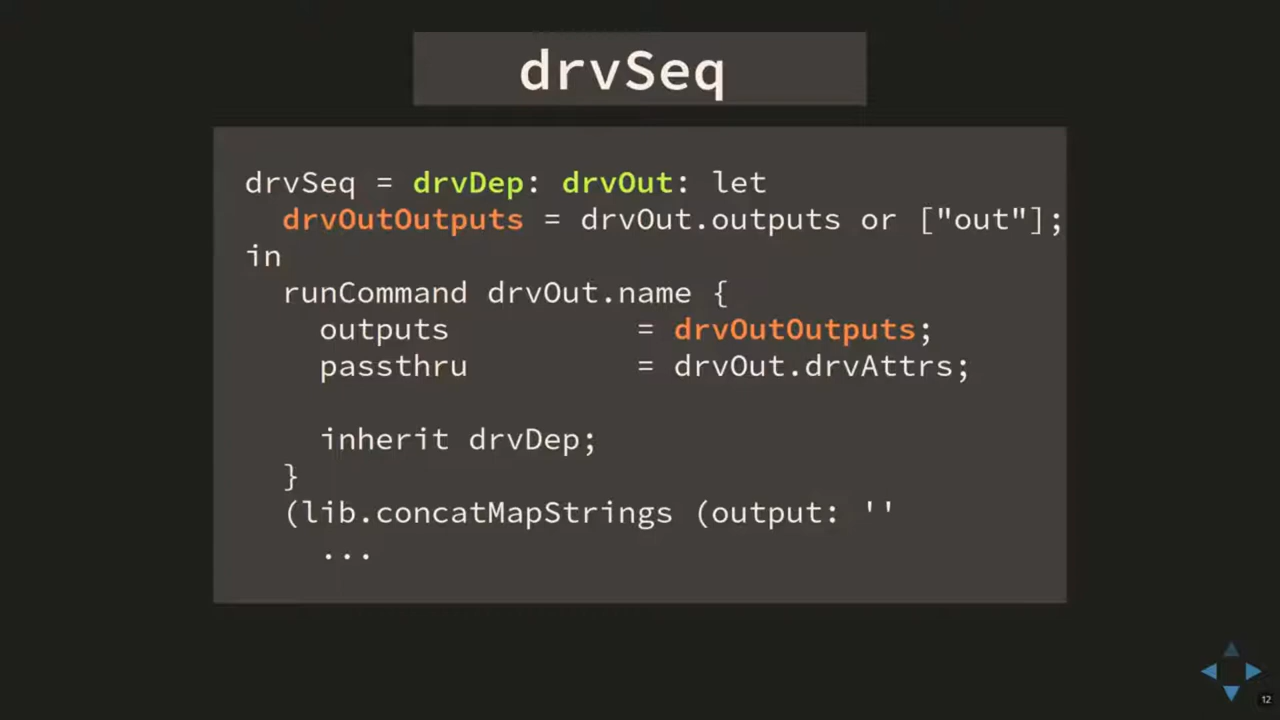 drvSeq
drvSeq = drvDep: drvOut: let
  drvOutOutputs = drvOut.outputs or ["out"];
in
  runCommand drvOut.name {
    outputs          = drvOutOutputs;
    passthru         = drvOut.drvAttrs;
    inherit drvDep;
  }
  (lib.concatMapStrings (output: ''
    ...
12